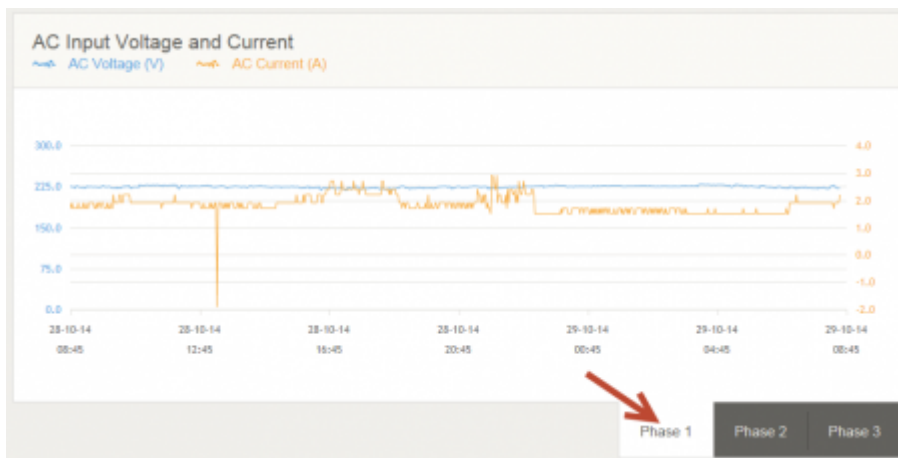 AC Input Voltage and Current
AC Voltage (V) AC Current (A)
300.0 4.0
3.0
225.0
2.0
150.0 1.0
0.0
75.0
-1.0
0.0 -2.0
28-10-14 28-10-14 28-10-14 28-10-14 29-10-14 29-10-14 29-10-14
08:45 12:45 16:45 20:45 00:45 04:45 08:45
Phase 1 Phase 2 Phase 3